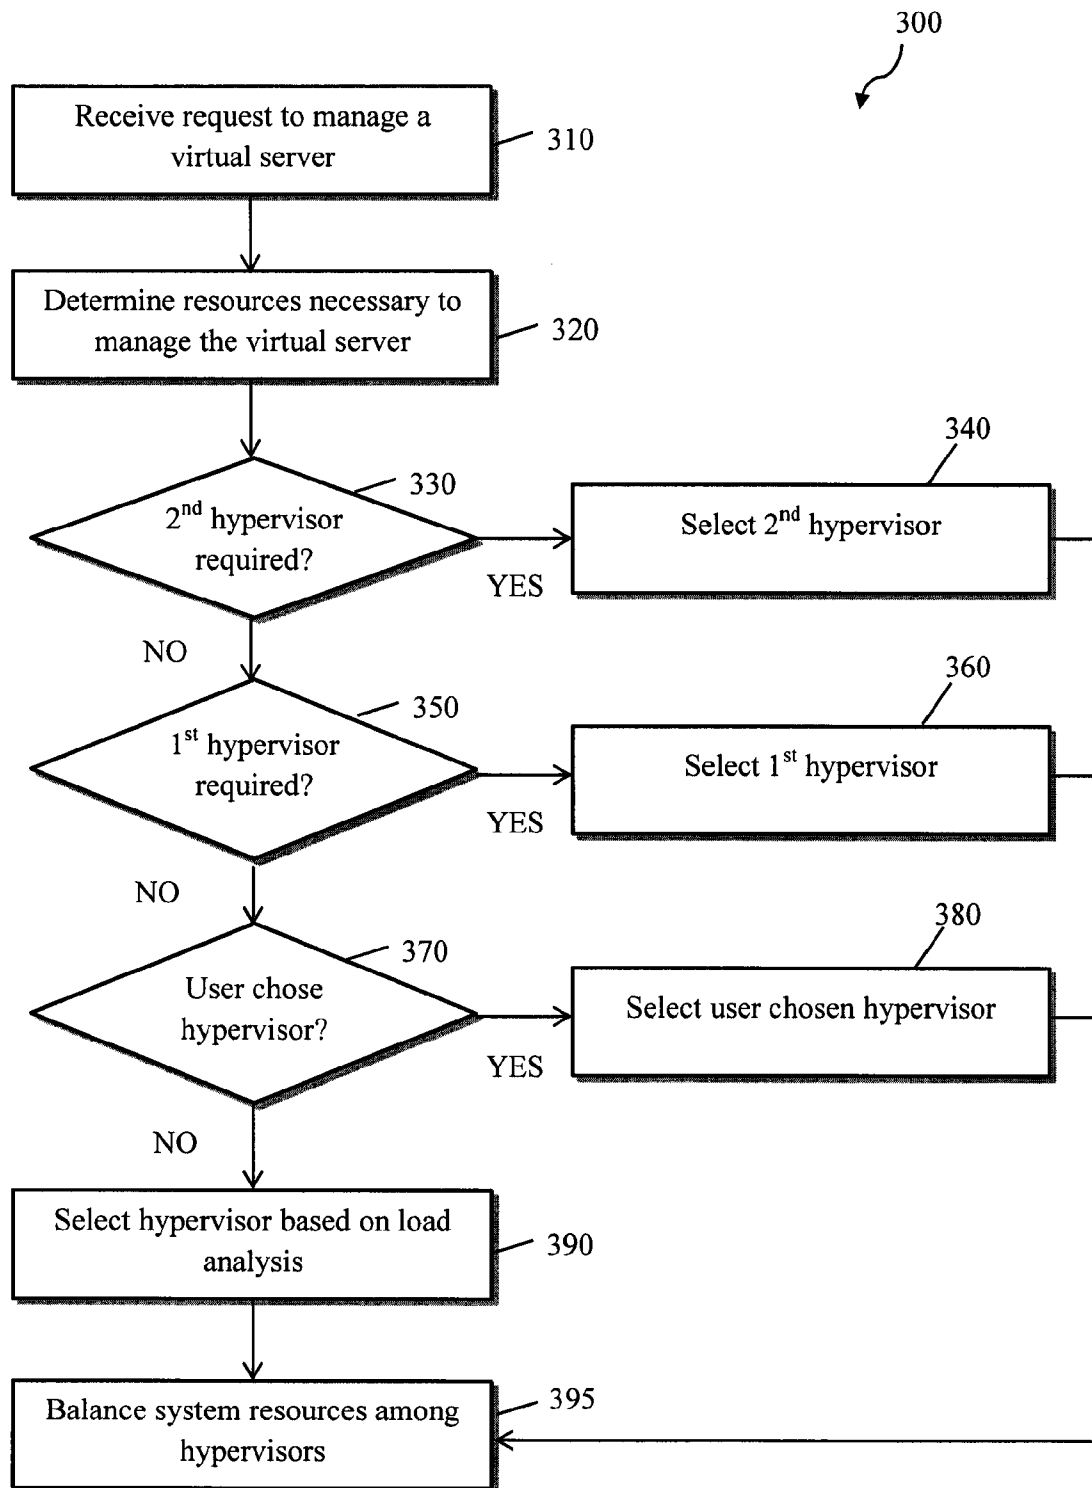 300
Receive request to manage a
virtual server
310
Determine resources necessary to
manage the virtual server
320
330
2nd hypervisor
required?
YES
NO
340
Select 2nd hypervisor
350
1st hypervisor
required?
YES
NO
360
Select 1st hypervisor
370
User chose
hypervisor?
YES
NO
380
Select user chosen hypervisor
Select hypervisor based on load
analysis
390
Balance system resources among
hypervisors
395